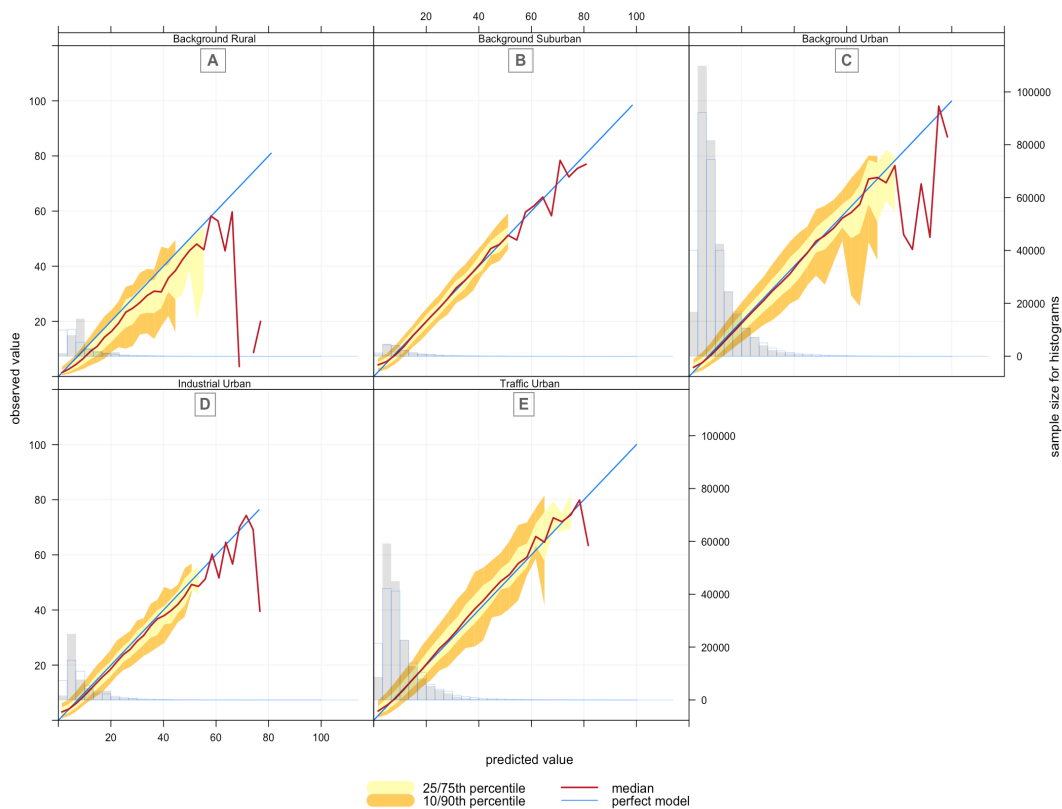 20 40 60 80 100
Background Rural Background Suburban Background Urban
A B C
100
80
60
40
20
100000
80000
60000
40000
20000
0
observed value
sample size for histograms
Industrial Urban Traffic Urban
D E
100
80
60
40
20
100000
80000
60000
40000
20000
0
20 40 60 80 100
predicted value
25/75th percentile median
10/90th percentile perfect model